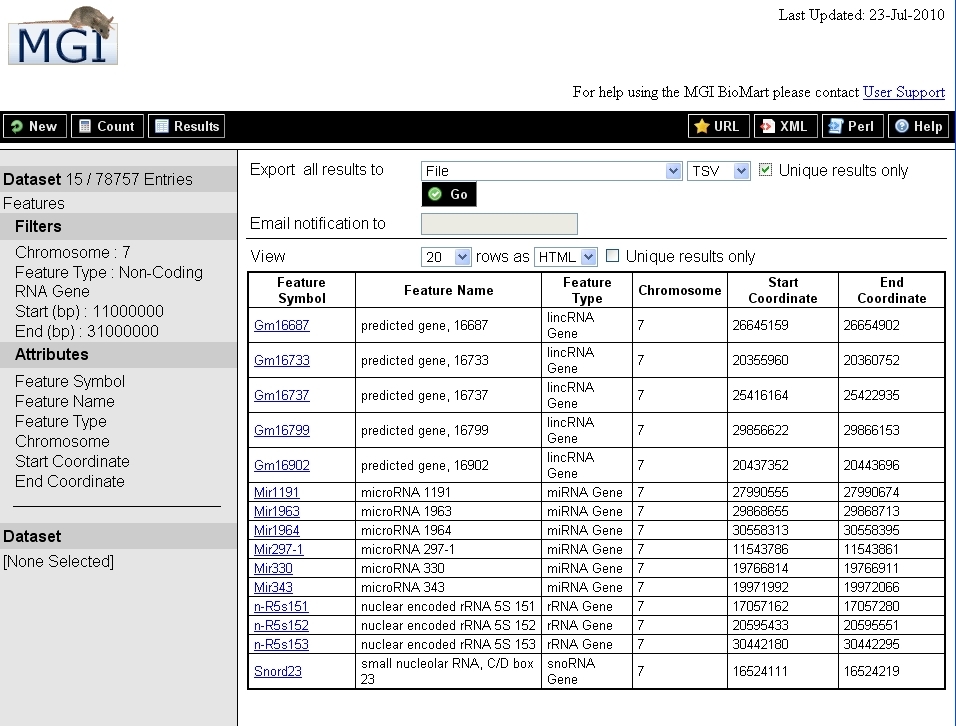 Last Updated: 23-Jul-2010
MGI
For help using the MGI BioMart please contact User Support
New Count Results URL XML Perl Help
Dataset 15 / 78757 Entries
Features
Filters
Chromosome : 7
Feature Type : Non-Coding
RNA Gene
Start (bp) : 11000000
End (bp) : 31000000
Attributes
Feature Symbol
Feature Name
Feature Type
Chromosome
Start Coordinate
End Coordinate
Dataset
[None Selected]
Export all results to File TSV Unique results only
Go
Email notification to
View 20 rows as HTML Unique results only
Feature Symbol Feature Name Feature Type Chromosome Start Coordinate End Coordinate
Gm16687 predicted gene, 16687 lincRNA Gene 7 26645159 26654902
Gm16733 predicted gene, 16733 lincRNA Gene 7 20355960 20360752
Gm16737 predicted gene, 16737 lincRNA Gene 7 25416164 25422935
Gm16799 predicted gene, 16799 lincRNA Gene 7 29856622 29866153
Gm16902 predicted gene, 16902 lincRNA Gene 7 20437352 20443696
Mir1191 microRNA 1191 miRNA Gene 7 27990555 27990674
Mir1963 microRNA 1963 miRNA Gene 7 29868655 29868713
Mir1964 microRNA 1964 miRNA Gene 7 30558313 30558395
Mir297-1 microRNA 297-1 miRNA Gene 7 11543786 11543861
Mir330 microRNA 330 miRNA Gene 7 19766814 19766911
Mir343 microRNA 343 miRNA Gene 7 19971992 19972066
n-R5s151 nuclear encoded rRNA 5S 151 rRNA Gene 7 17057162 17057280
n-R5s152 nuclear encoded rRNA 5S 152 rRNA Gene 7 20595433 20595551
n-R5s153 nuclear encoded rRNA 5S 153 rRNA Gene 7 30442180 30442295
Snord23 small nucleolar RNA, C/D box 23 snoRNA Gene 7 16524111 16524219